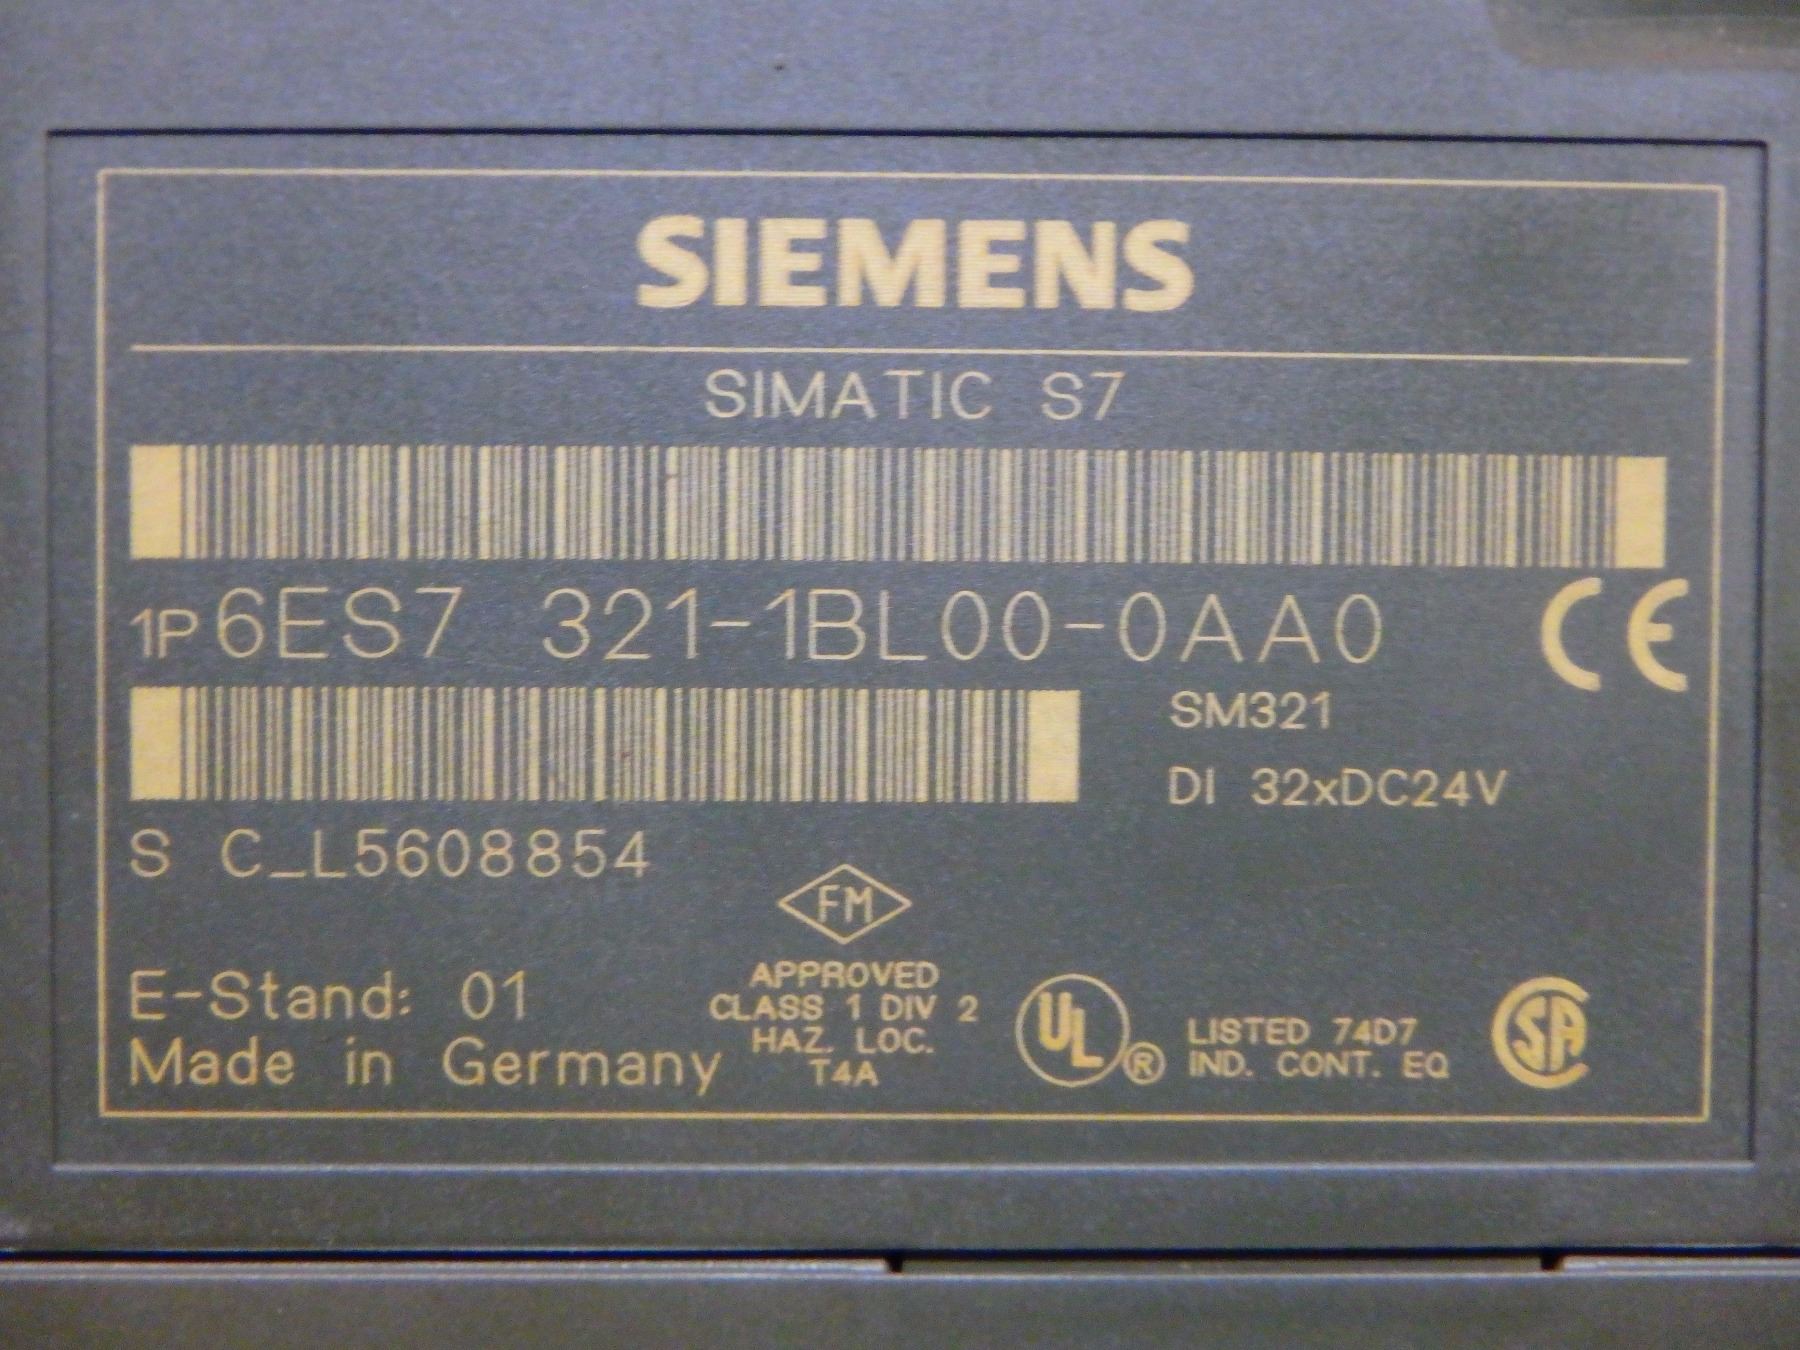 SIEMENS
SIMATIC S7
1P 6ES7 321-1BL00-0AA0
CE
SM321
DI 32xDC24V
S C_L5608854
FM
APPROVED
CLASS 1 DIV 2
HAZ. LOC.
T4A
E-Stand: 01
Made in Germany
UL ®
LISTED 74D7
IND. CONT. EQ
SA